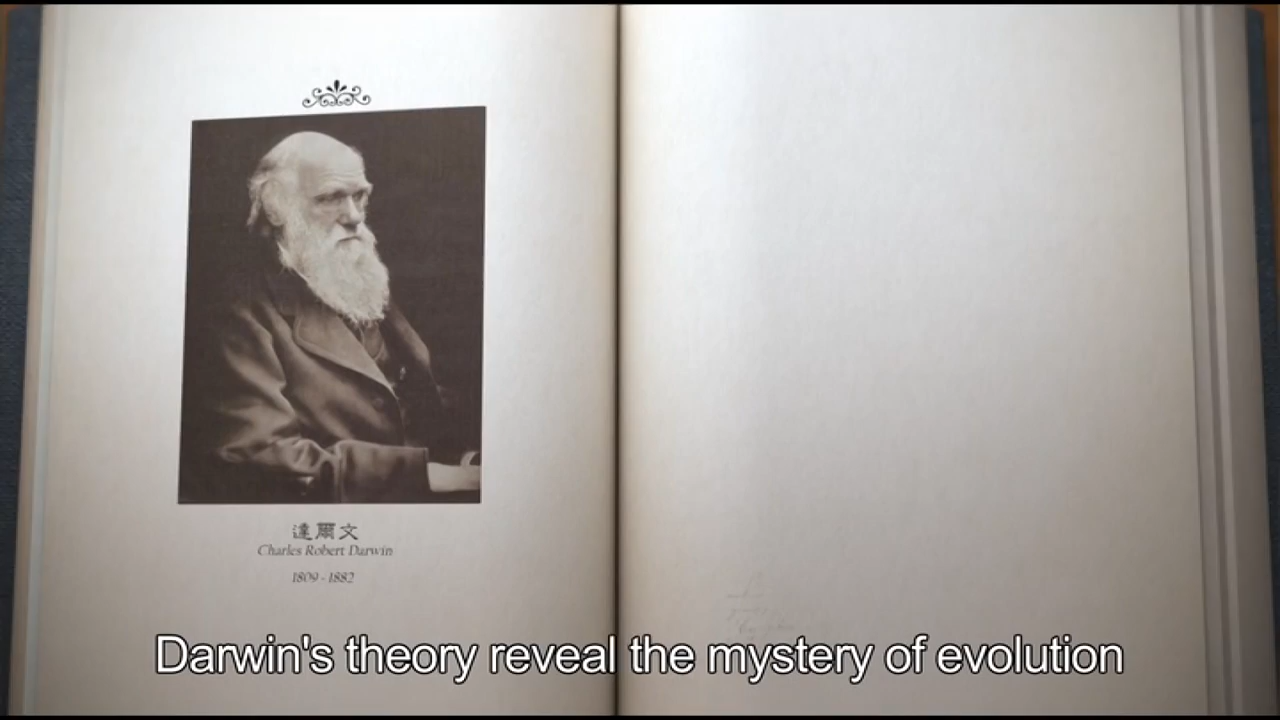 達爾文
Charles Robert Darwin
1809 - 1882
Darwin's theory reveal the mystery of evolution